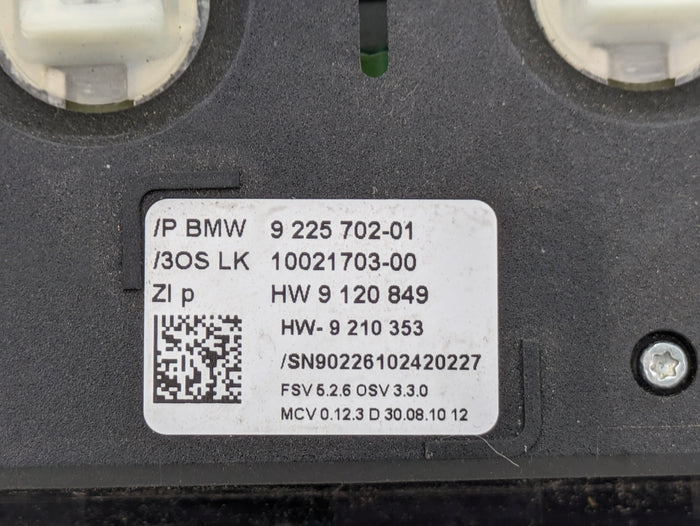 /P BMW 9 225 702-01
/3OS LK 10021703-00
ZI p HW 9 120 849
HW- 9 210 353
/SN90226102420227
FSV 5.2.6 OSV 3.3.0
MCV 0.12.3 D 30.08.10 12